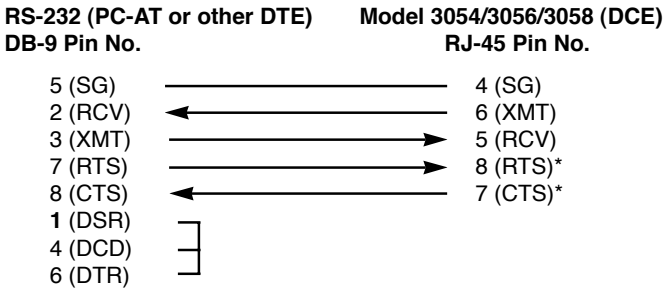 RS-232 (PC-AT or other DTE) Model 3054/3056/3058 (DCE)
DB-9 Pin No. RJ-45 Pin No.
5 (SG) 4 (SG)
2 (RCV) 6 (XMT)
3 (XMT) 5 (RCV)
7 (RTS) 8 (RTS)*
8 (CTS) 7 (CTS)*
1 (DSR)
4 (DCD)
6 (DTR)